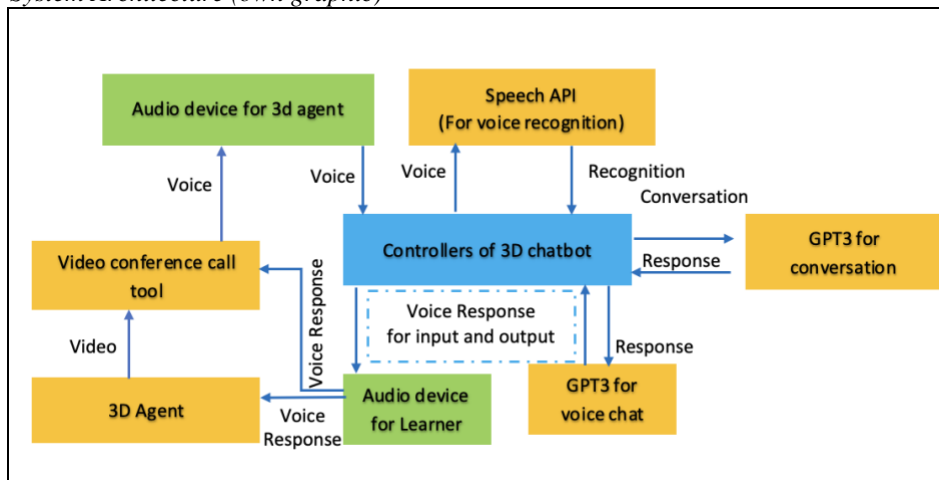 System Architecture (own graphic)
Audio device for 3d agent
Speech API
(For voice recognition)
Voice
Voice
Voice
Recognition
Conversation
Controllers of 3D chatbot
GPT3 for
conversation
Response
Video conference call
tool
Voice Response
Voice Response
for input and output
Video
Response
3D Agent
Voice
Response
Audio device
for Learner
GPT3 for
voice chat